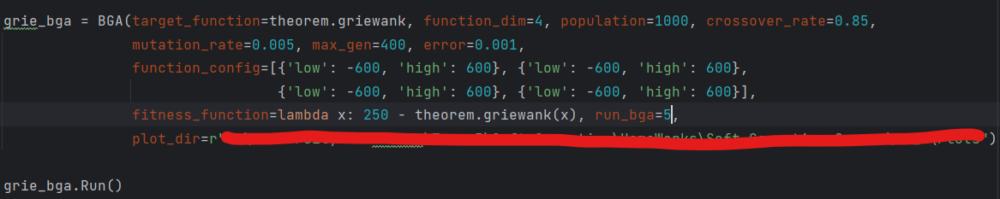 grie_bga = BGA(target_function=theorem.griewank, function_dim=4, population=1000, crossover_rate=0.85,
mutation_rate=0.005, max_gen=400, error=0.001,
function_config=[{'low': -600, 'high': 600}, {'low': -600, 'high': 600},
{'low': -600, 'high': 600}, {'low': -600, 'high': 600}],
fitness_function=lambda x: 250 - theorem.griewank(x), run_bga=5,
plot_dir=r" ")
grie_bga.Run()